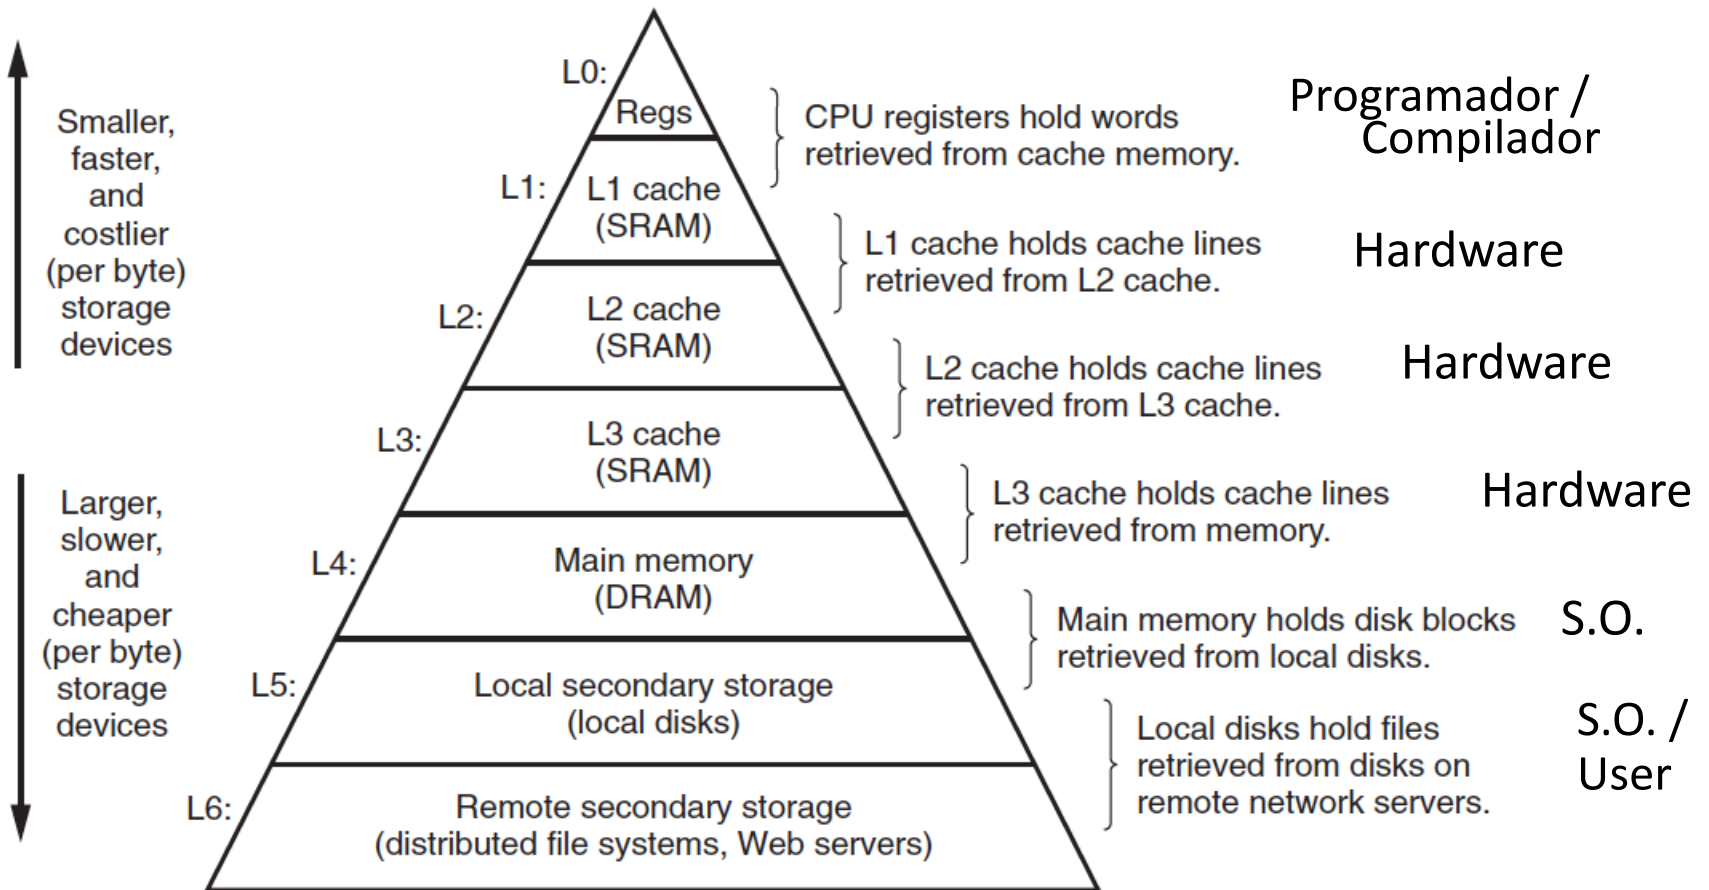 L0:
Regs
CPU registers hold words
retrieved from cache memory.
Programador /
Compilador
Smaller,
faster,
and
costlier
(per byte)
storage
devices
L1:
L1 cache
(SRAM)
L1 cache holds cache lines
retrieved from L2 cache.
Hardware
L2:
L2 cache
(SRAM)
L2 cache holds cache lines
retrieved from L3 cache.
Hardware
L3:
L3 cache
(SRAM)
L3 cache holds cache lines
retrieved from memory.
Hardware
Larger,
slower,
and
cheaper
(per byte)
storage
devices
L4:
Main memory
(DRAM)
Main memory holds disk blocks
retrieved from local disks.
S.O.
L5:
Local secondary storage
(local disks)
Local disks hold files
retrieved from disks on
remote network servers.
S.O. /
User
L6:
Remote secondary storage
(distributed file systems, Web servers)